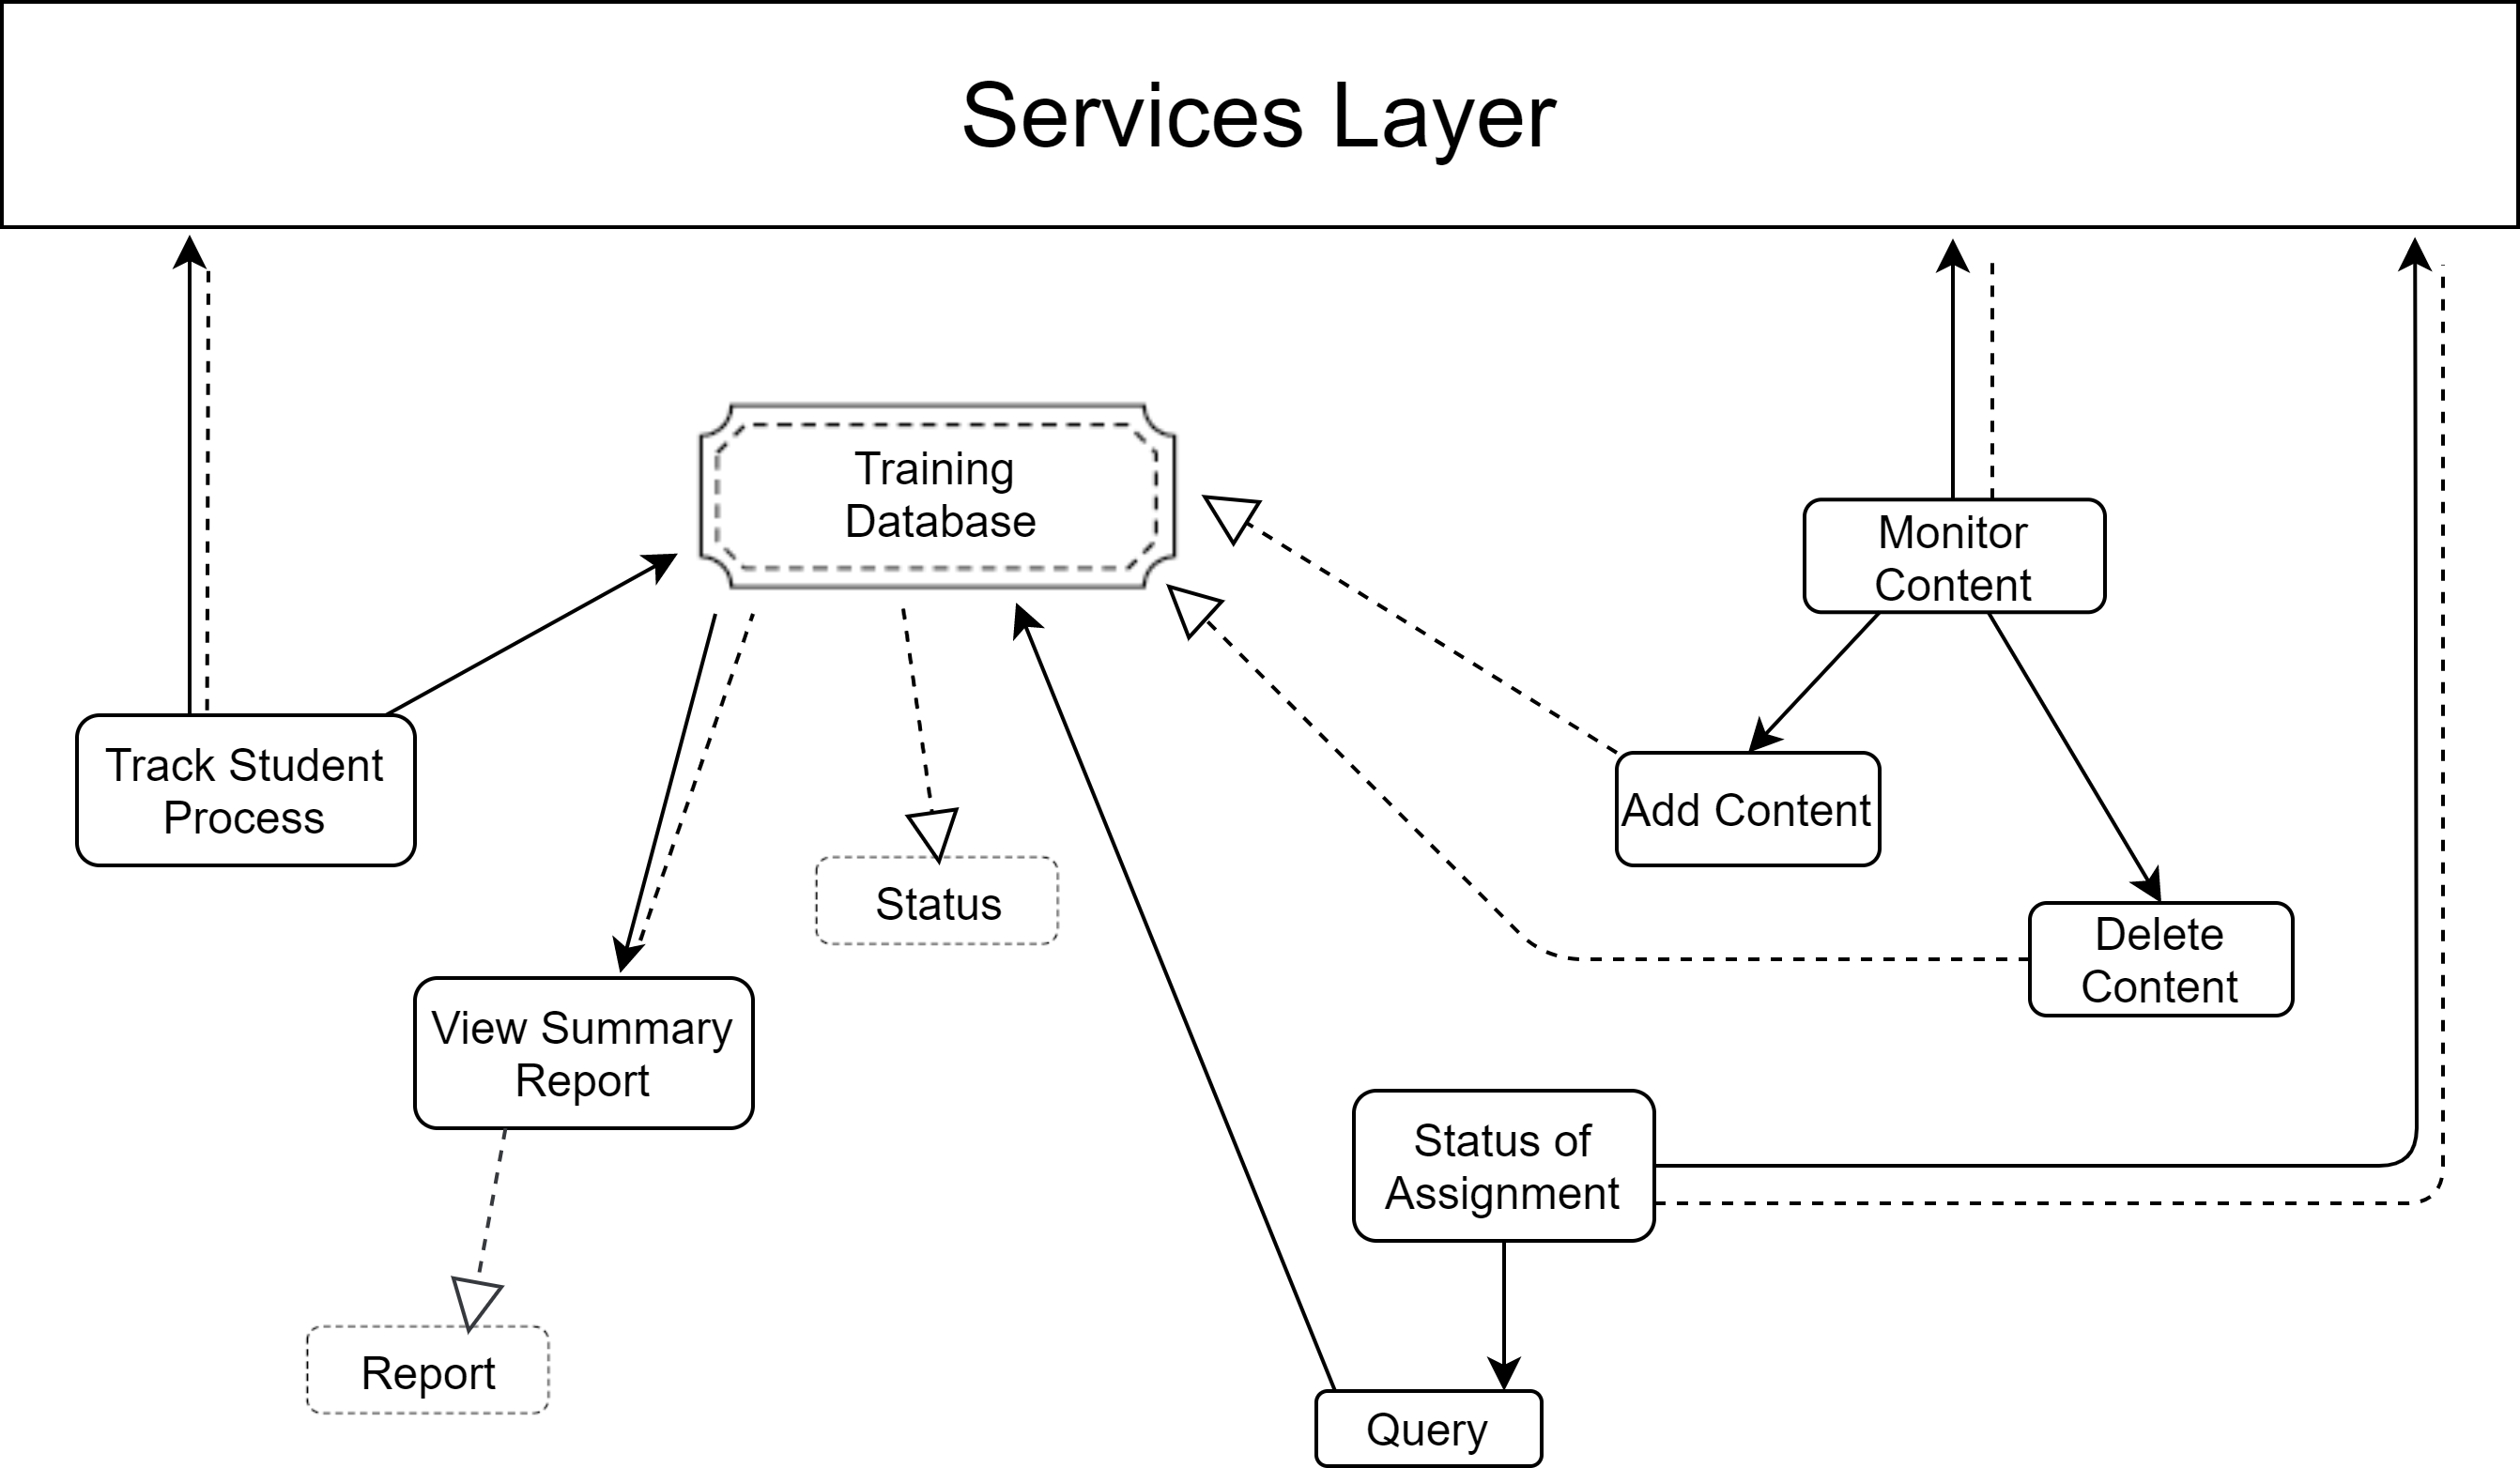 Services Layer
Training
Database
Monitor
Content
Track Student
Process
Add Content
Status
Delete
Content
View Summary
Report
Status of
Assignment
Report
Query